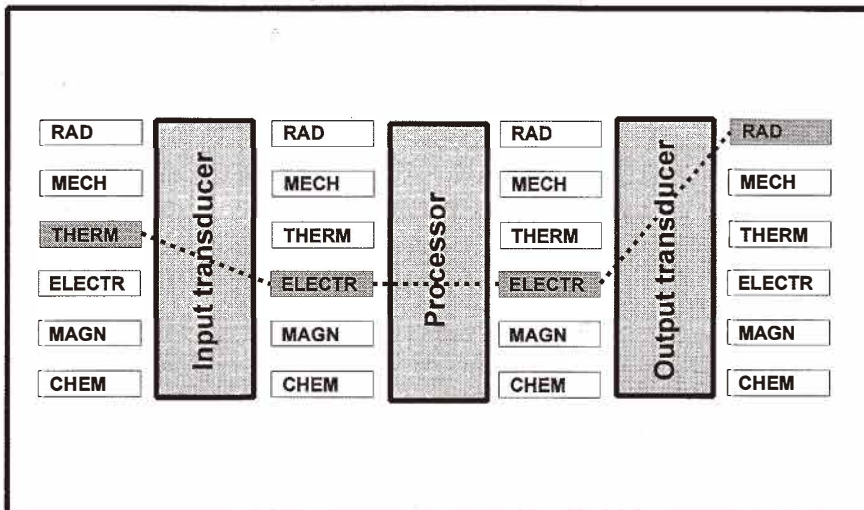 RAD
MECH
THERM
ELECTR
MAGN
CHEM
Input transducer
RAD
MECH
THERM
ELECTR
MAGN
CHEM
Processor
RAD
MECH
THERM
ELECTR
MAGN
CHEM
Output transducer
RAD
MECH
THERM
ELECTR
MAGN
CHEM